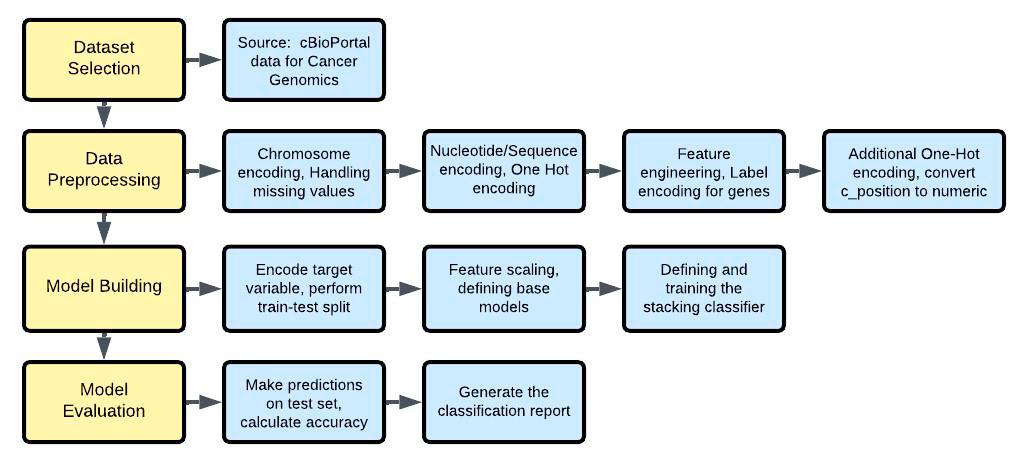 Dataset
Selection
Source:  cBioPortal
data for Cancer
Genomics
Data
Preprocessing
Chromosome
encoding, Handling
missing values
Nucleotide/Sequence
encoding, One Hot
encoding
Feature
engineering, Label
encoding for genes
Additional One-Hot
encoding, convert
c_position to numeric
Model Building
Encode target
variable, perform
train-test split
Feature scaling,
defining base
models
Defining and
training the
stacking classifier
Model
Evaluation
Make predictions
on test set,
calculate accuracy
Generate the
classification report